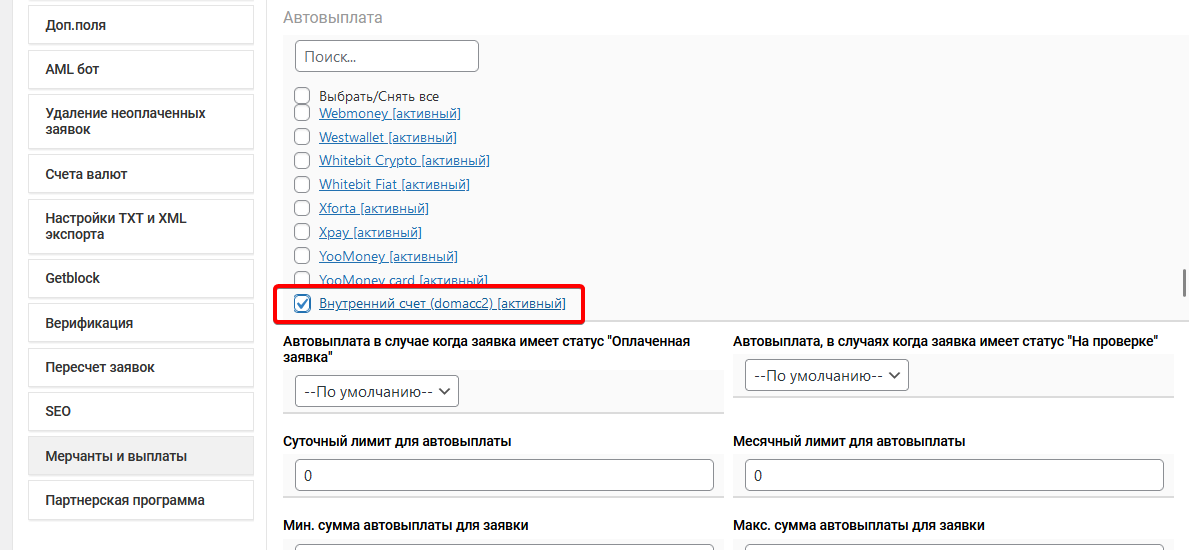 Доп.поля
AML бот
Удаление неоплаченных
заявок
Счета валют
Настройки TXT и XML
экспорта
Getblock
Верификация
Пересчет заявок
SEO
Мерчанты и выплаты
Партнерская программа
Автовыплата
Поиск...
Выбрать/Снять все
Webmoney [активный]
Westwallet [активный]
Whitebit Crypto [активный]
Whitebit Fiat [активный]
Xforta [активный]
Xpay [активный]
YooMoney [активный]
YooMoney card [активный]
Внутренний счет (domacc2) [активный]
Автовыплата в случае когда заявка имеет статус "Оплаченная
заявка"
--По умолчанию--
Автовыплата, в случаях когда заявка имеет статус "На проверке"
--По умолчанию--
Суточный лимит для автовыплаты
0
Месячный лимит для автовыплаты
0
Мин. сумма автовыплаты для заявки
Макс. сумма автовыплаты для заявки